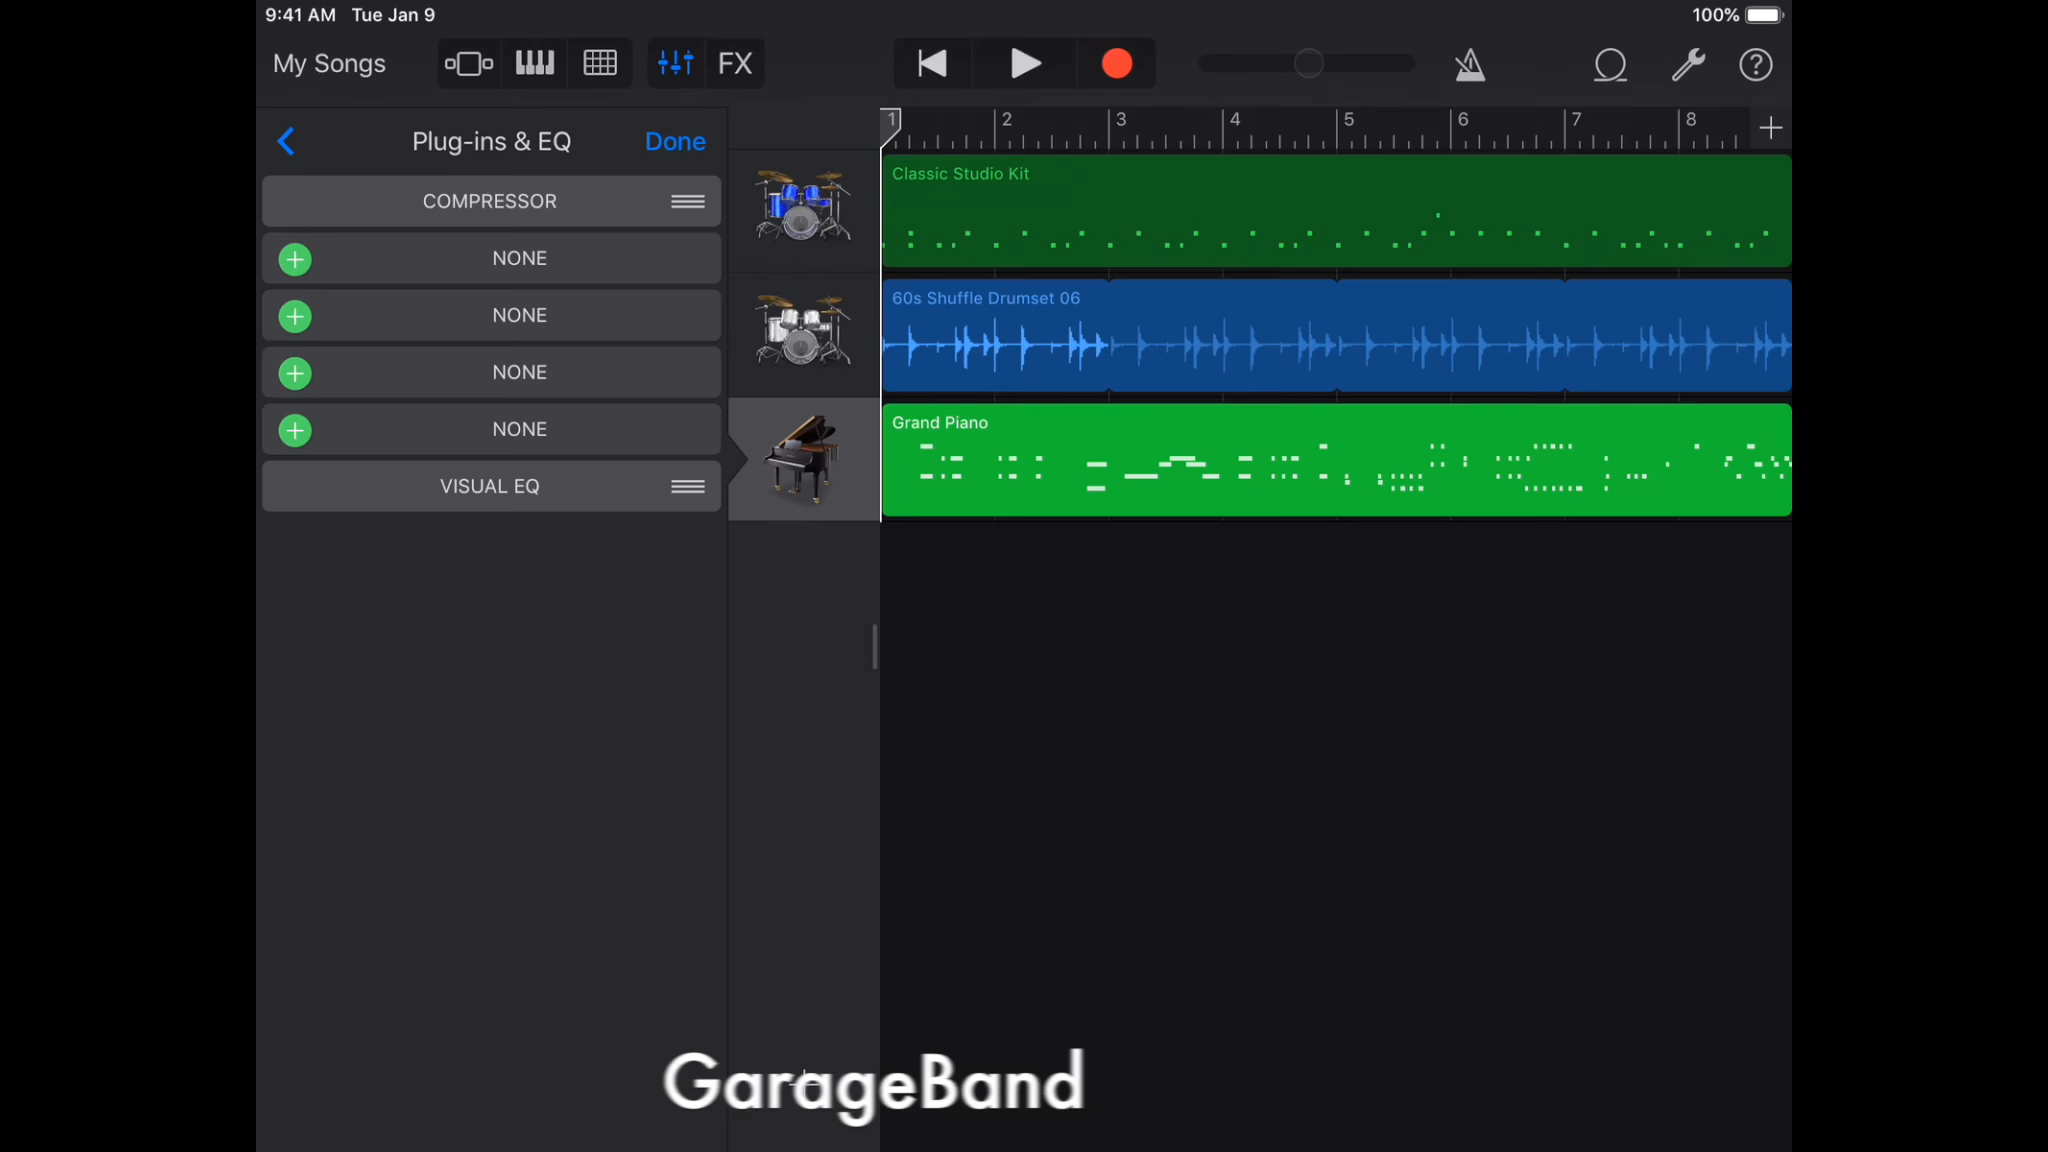 9:41 AM Tue Jan 9
100%
My Songs
FX
Plug-ins & EQ
Done
COMPRESSOR
NONE
NONE
NONE
NONE
VISUAL EQ
1 2 3 4 5 6 7 8
Classic Studio Kit
60s Shuffle Drumset 06
Grand Piano
GarageBand